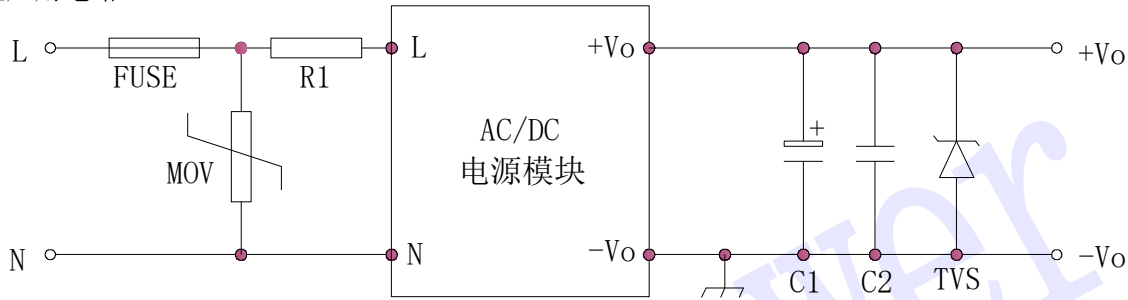 L
FUSE
R1
L
+Vo
+Vo
AC/DC
电源模块
+
MOV
N
N
-Vo
C1
C2
TVS
-Vo